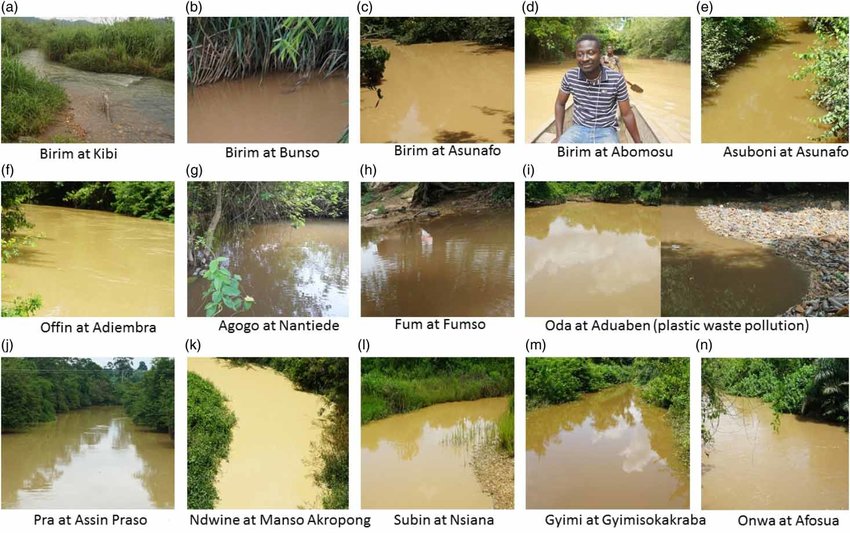 (a) (b) (c) (d) (e)
Birim at Kibi Birim at Bunso Birim at Asunafo Birim at Abomosu Asuboni at Asunafo
(f) (g) (h) (i)
Offin at Adiembra Agogo at Nantiede Fum at Fumso Oda at Aduaben (plastic waste pollution)
(j) (k) (l) (m) (n)
Pra at Assin Praso Ndwine at Manso Akropong Subin at Nsiana Gyimi at Gyimisokakraba Onwa at Afosua